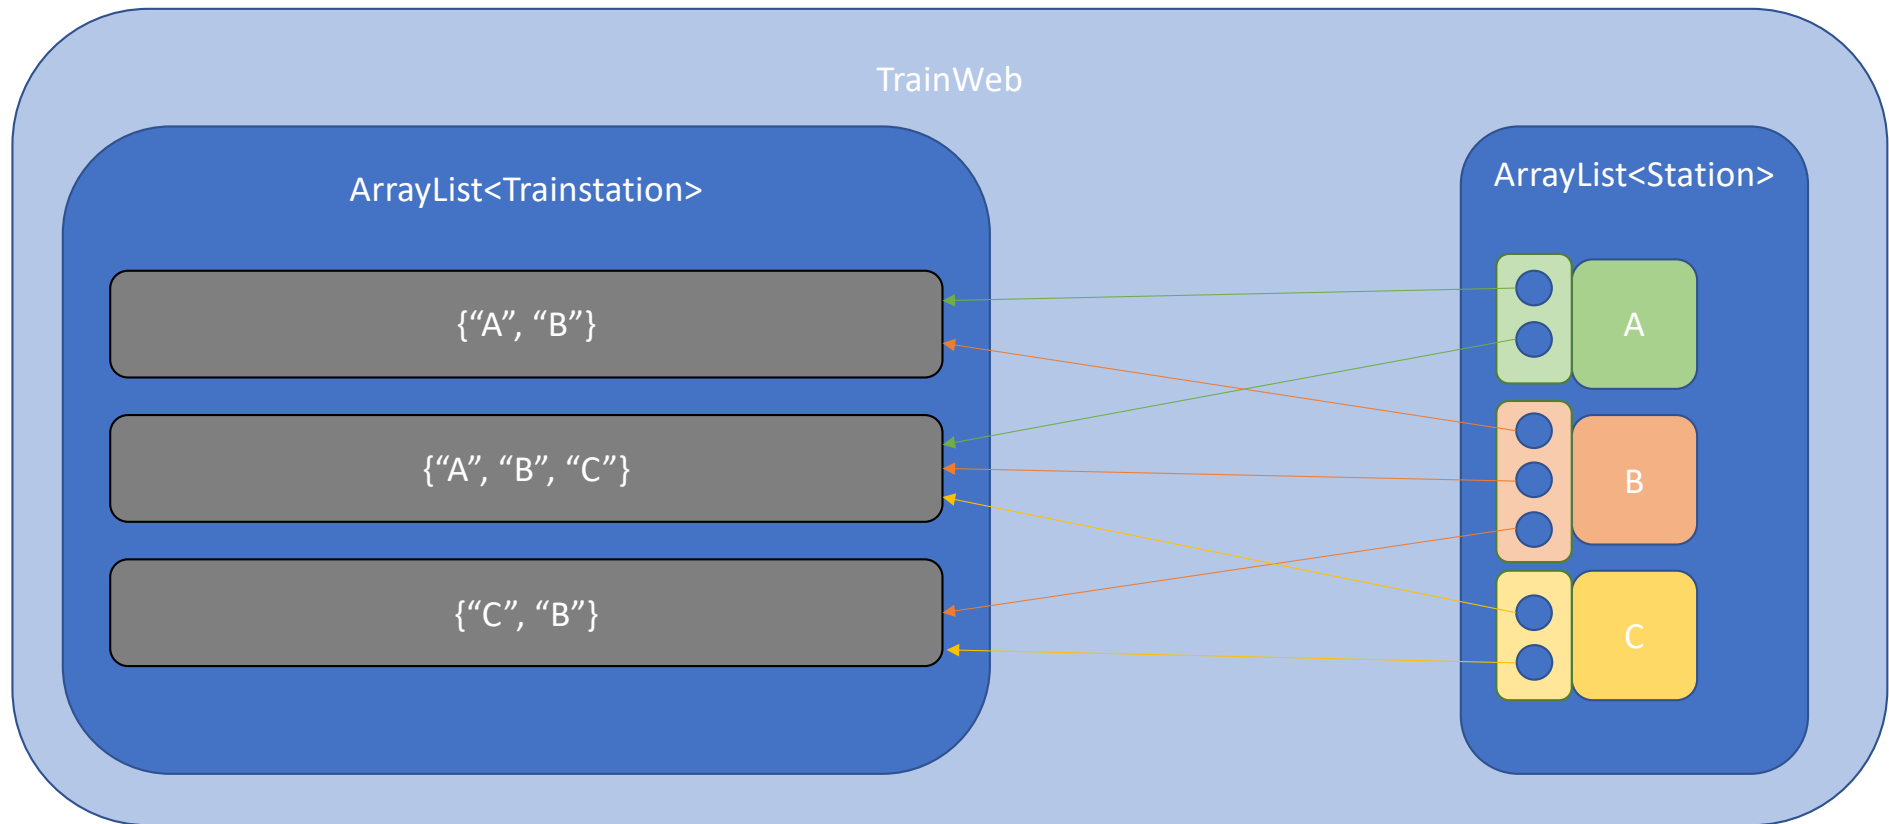 TrainWeb
ArrayList<Trainstation>
{“A”, “B”}
{“A”, “B”, “C”}
{“C”, “B”}
ArrayList<Station>
A
B
C